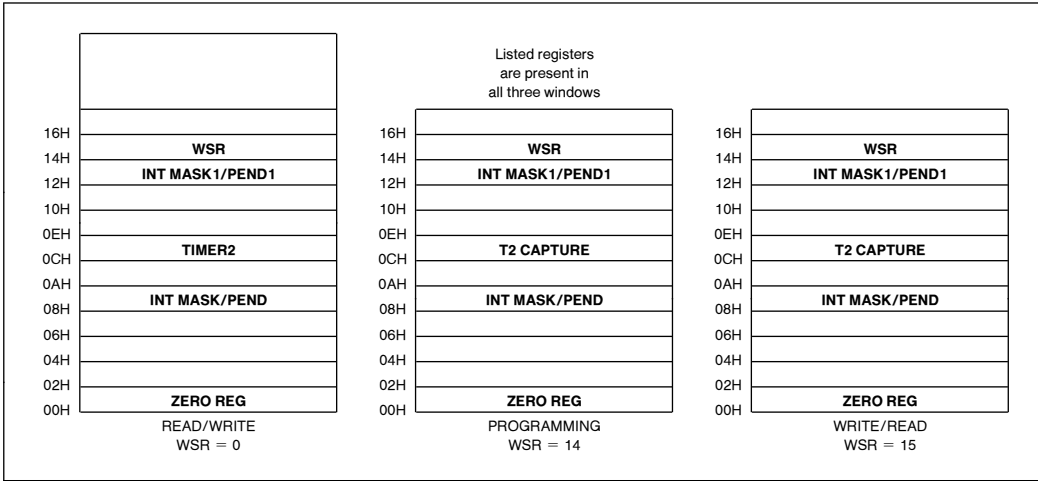 Listed registers
are present in
all three windows
16H
WSR
14H
INT MASK1/PEND1
12H
10H
0EH
TIMER2
0CH
0AH
INT MASK/PEND
08H
06H
04H
02H
ZERO REG
00H
READ/WRITE
WSR = 0
16H
WSR
14H
INT MASK1/PEND1
12H
10H
0EH
T2 CAPTURE
0CH
0AH
INT MASK/PEND
08H
06H
04H
02H
ZERO REG
00H
PROGRAMMING
WSR = 14
16H
WSR
14H
INT MASK1/PEND1
12H
10H
0EH
T2 CAPTURE
0CH
0AH
INT MASK/PEND
08H
06H
04H
02H
ZERO REG
00H
WRITE/READ
WSR = 15